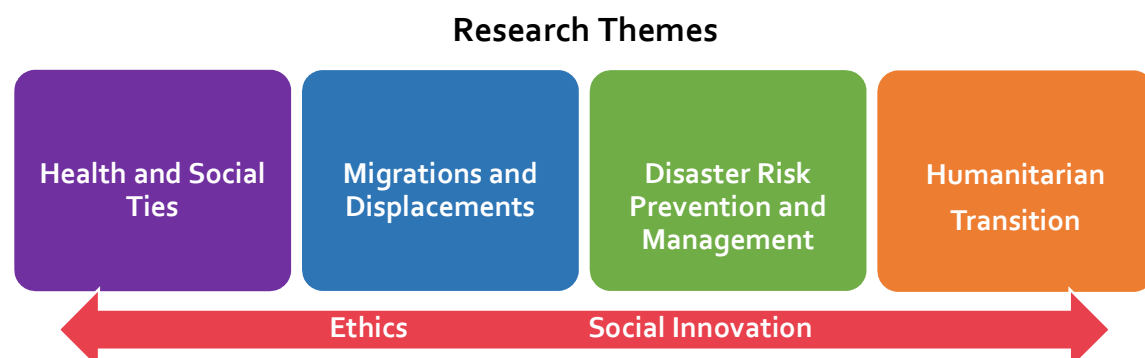 Research Themes
Health and Social
Ties
Migrations and
Displacements
Disaster Risk
Prevention and
Management
Humanitarian
Transition
Ethics
Social Innovation